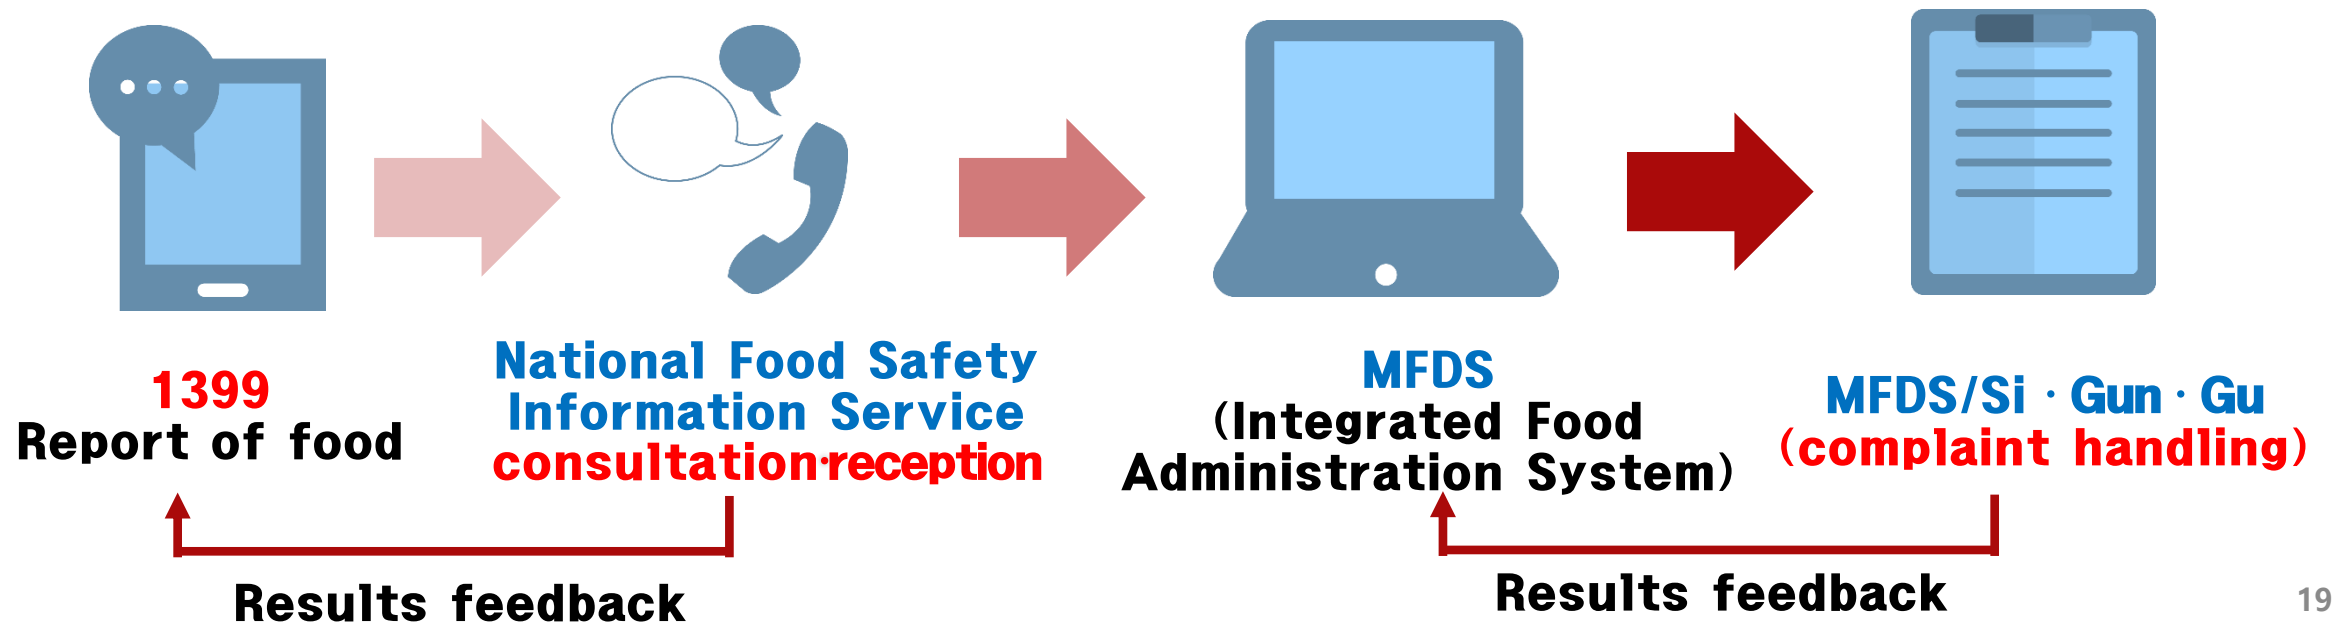 1399
Report of food
National Food Safety
Information Service
consultation·reception
MFDS
(Integrated Food
Administration System)
MFDS/Si · Gun · Gu
(complaint handling)
Results feedback
Results feedback
19